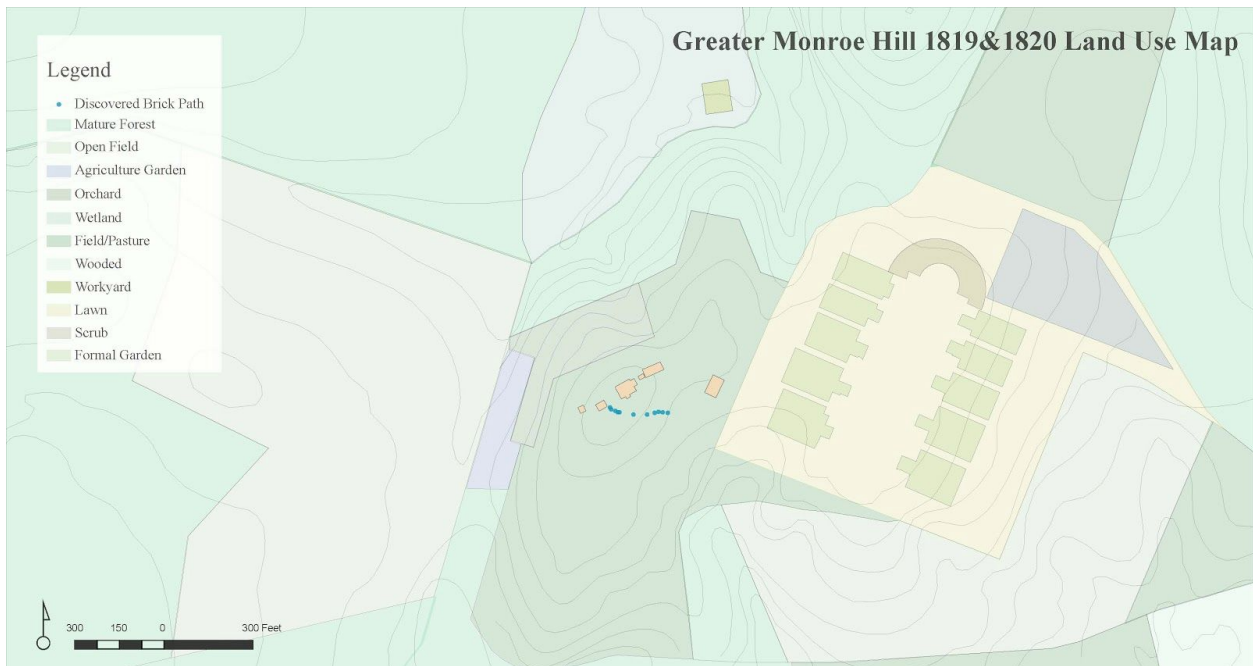 Greater Monroe Hill 1819&1820 Land Use Map
Legend
Discovered Brick Path
Mature Forest
Open Field
Agriculture Garden
Orchard
Wetland
Field/Pasture
Wooded
Workyard
Lawn
Scrub
Formal Garden
300 150 0 300 Feet